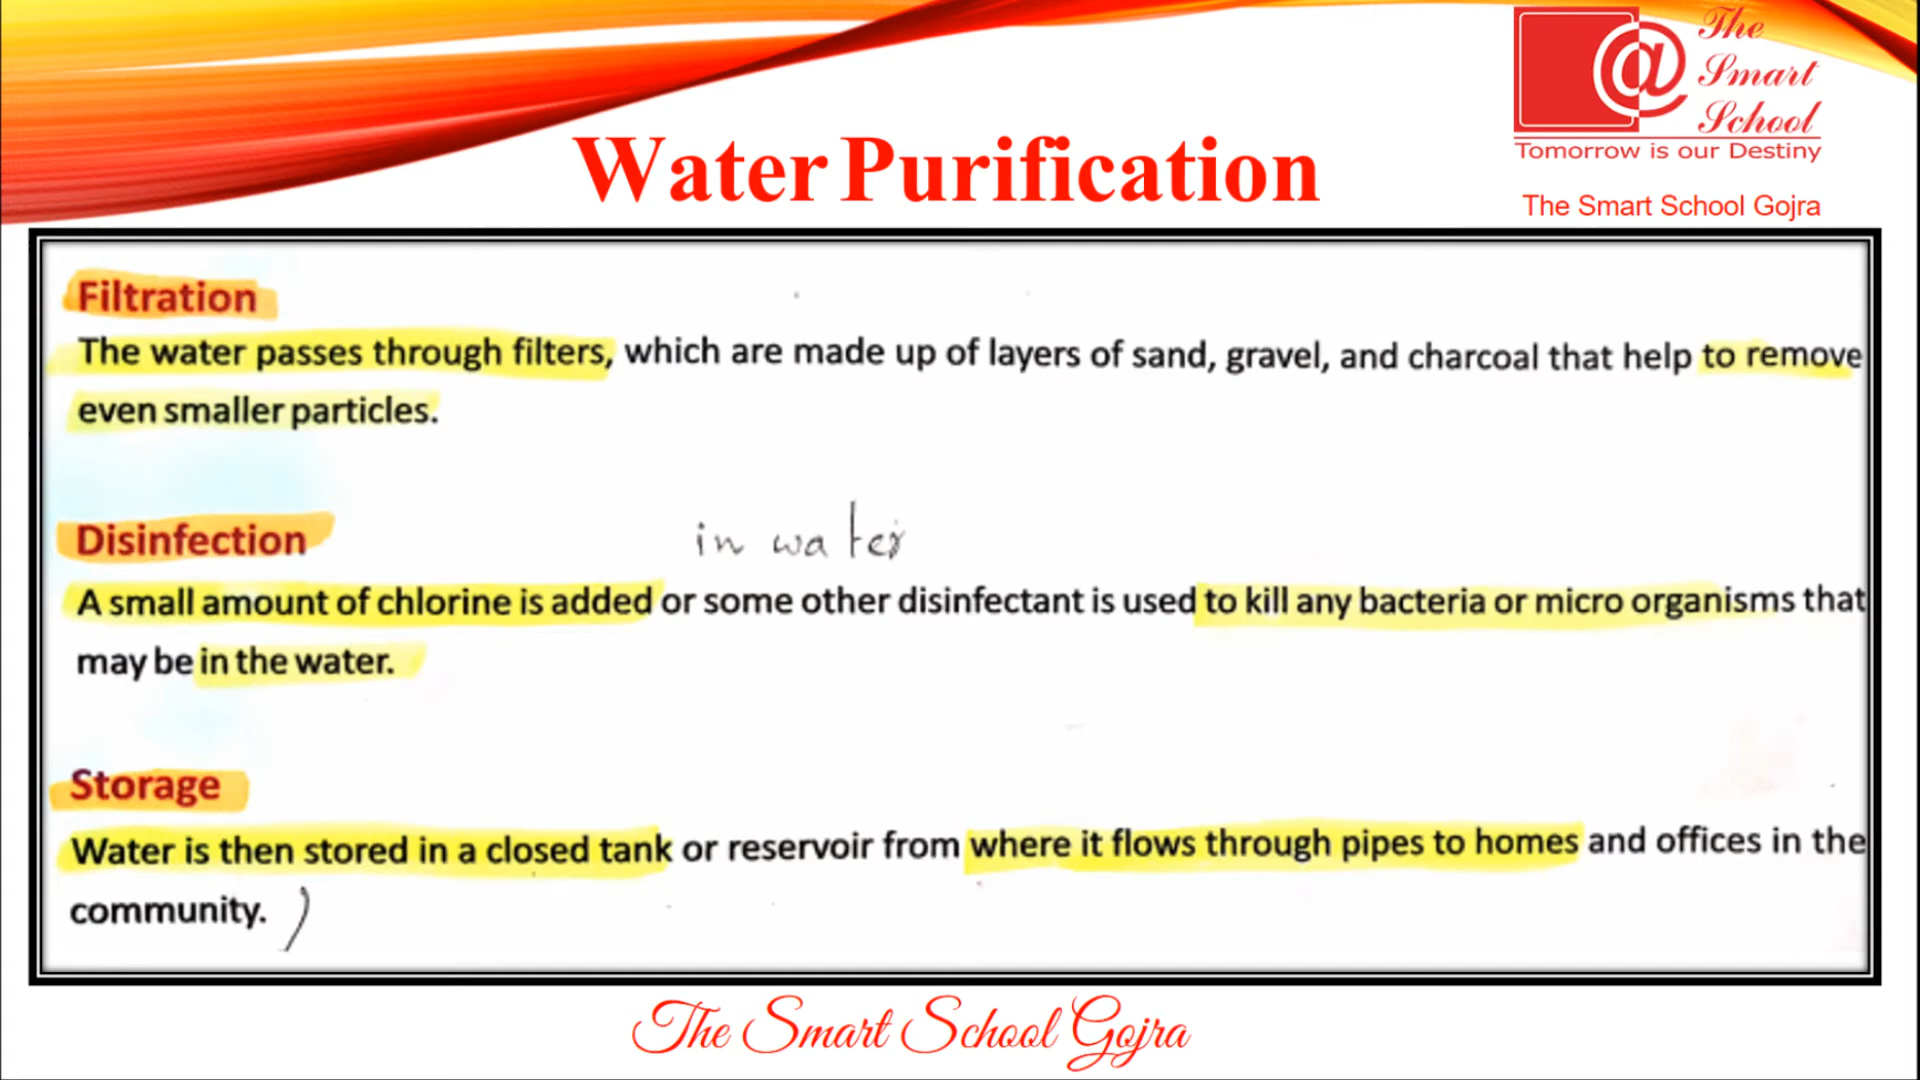 The
Smart
School
Tomorrow is our Destiny
The Smart School Gojra
Water Purification
Filtration
The water passes through filters, which are made up of layers of sand, gravel, and charcoal that help to remove
even smaller particles.
Disinfection
in water
A small amount of chlorine is added or some other disinfectant is used to kill any bacteria or micro organisms that
may be in the water.
Storage
Water is then stored in a closed tank or reservoir from where it flows through pipes to homes and offices in the
community. )
The Smart School Gojra